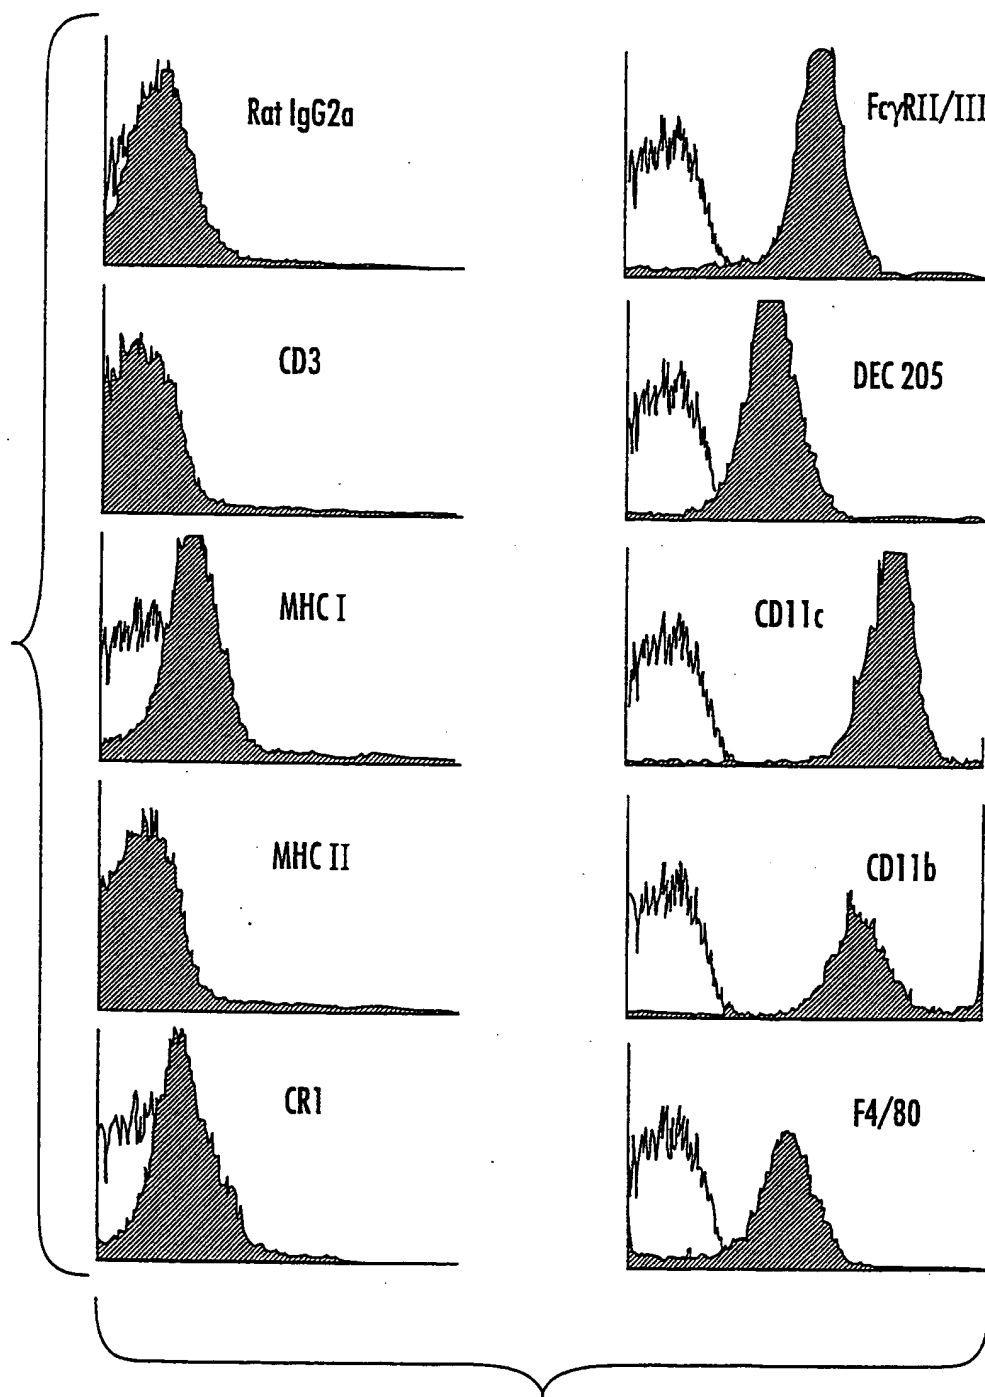 Rat IgG2a
CD3
MHC I
MHC II
CR1
FcγRII/III
DEC 205
CD11c
CD11b
F4/80